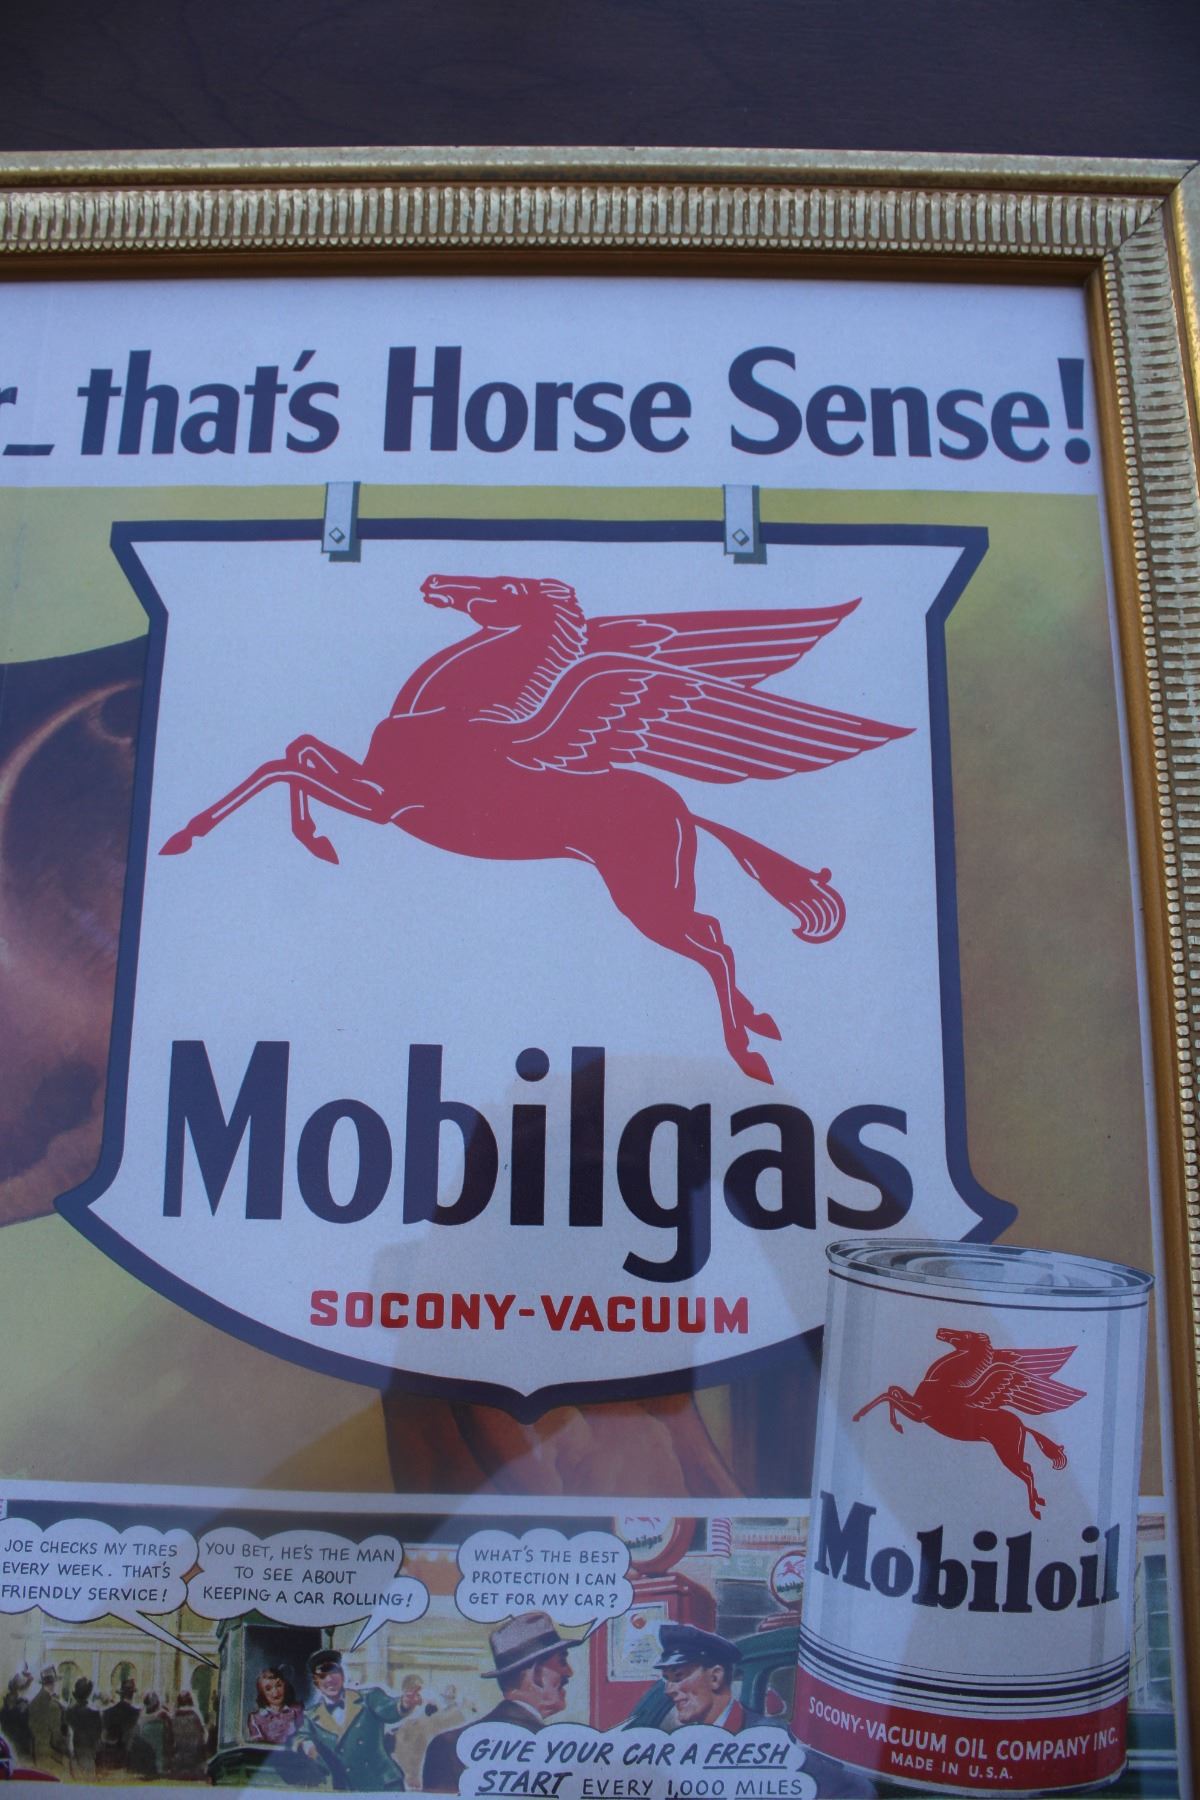 that's Horse Sense!
Mobilgas
SOCONY-VACUUM
Mobiloil
SOCONY-VACUUM OIL COMPANY INC.
MADE IN U.S.A.
JOE CHECKS MY TIRES
EVERY WEEK. THAT'S
FRIENDLY SERVICE!
YOU BET, HE'S THE MAN
TO SEE ABOUT
KEEPING A CAR ROLLING!
WHAT'S THE BEST
PROTECTION I CAN
GET FOR MY CAR?
Mobilgas
GIVE YOUR CAR A FRESH
START EVERY 1,000 MILES